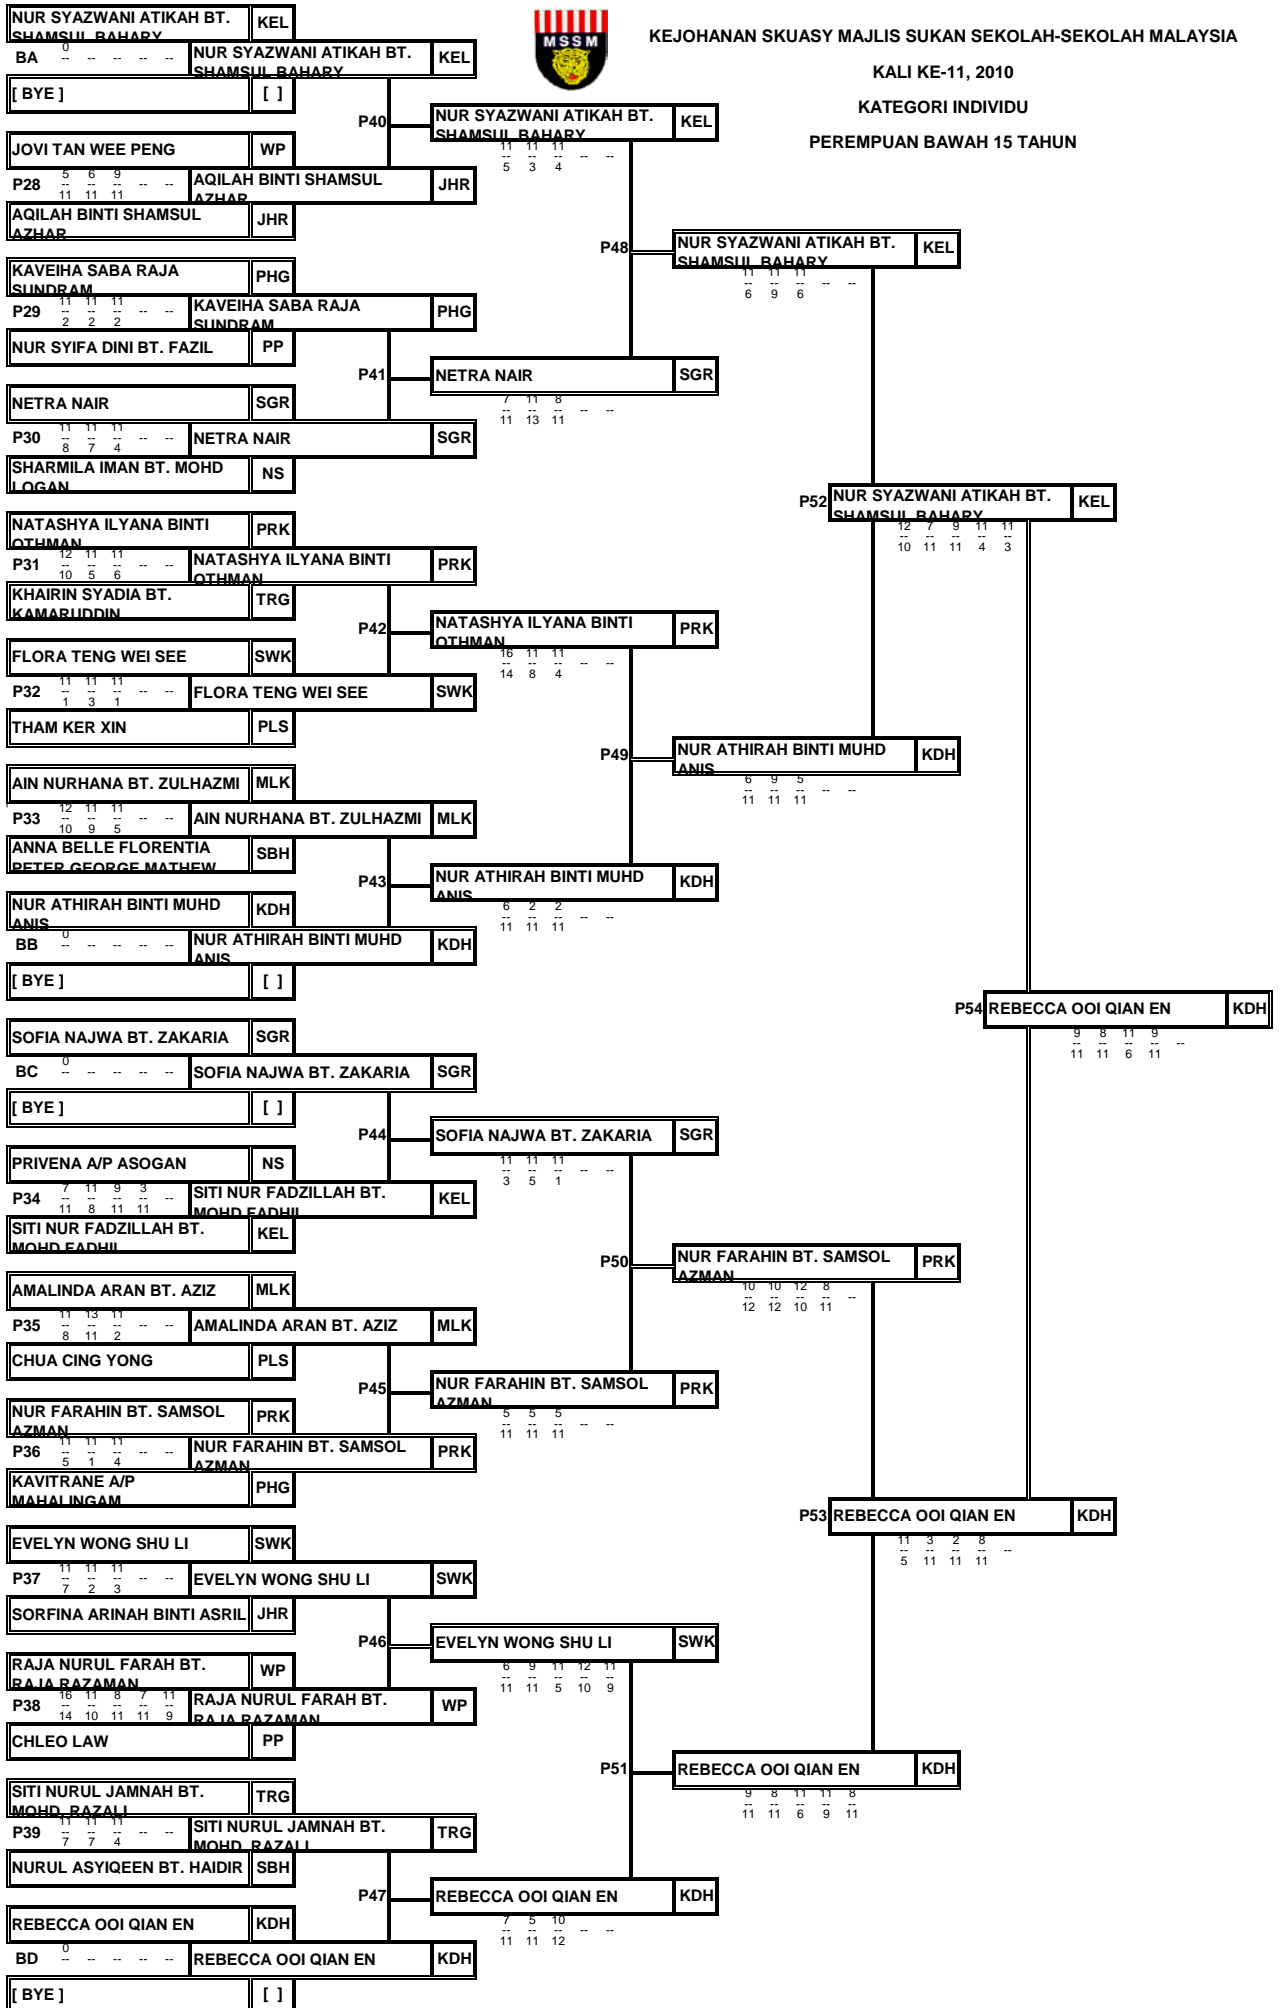 MSSM
KEJOHANAN SKUASY MAJLIS SUKAN SEKOLAH-SEKOLAH MALAYSIA
KALI KE-11, 2010
KATEGORI INDIVIDU
PEREMPUAN BAWAH 15 TAHUN
NUR SYAZWANI ATIKAH BT. SHAMSUL BAHARY KEL
BA 0 -- -- -- -- --
NUR SYAZWANI ATIKAH BT. SHAMSUL BAHARY KEL
[ BYE ] [ ]
P40
NUR SYAZWANI ATIKAH BT. SHAMSUL BAHARY KEL
11 11 11
-- -- -- -- --
5 3 4
JOVI TAN WEE PENG WP
P28
5 6 9
-- -- -- -- --
11 11 11
AQILAH BINTI SHAMSUL AZHAR JHR
AQILAH BINTI SHAMSUL AZHAR JHR
P48
NUR SYAZWANI ATIKAH BT. SHAMSUL BAHARY KEL
11 11 11
-- -- -- -- --
6 9 6
KAVEIHA SABA RAJA SUNDRAM PHG
P29
11 11 11
-- -- -- -- --
2 2 2
KAVEIHA SABA RAJA SUNDRAM PHG
NUR SYIFA DINI BT. FAZIL PP
P41
NETRA NAIR SGR
7 11 8
-- -- -- -- --
11 13 11
NETRA NAIR SGR
P30
11 11 11
-- -- -- -- --
8 7 4
NETRA NAIR SGR
SHARMILA IMAN BT. MOHD LOGAN NS
P52
NUR SYAZWANI ATIKAH BT. SHAMSUL BAHARY KEL
12 7 9 11 11
-- -- -- -- --
10 11 11 4 3
NATASHYA ILYANA BINTI OTHMAN PRK
P31
12 11 11
-- -- -- -- --
10 5 6
NATASHYA ILYANA BINTI OTHMAN PRK
KHAIRIN SYADIA BT. KAMARUDDIN TRG
P42
NATASHYA ILYANA BINTI OTHMAN PRK
16 11 11
-- -- -- -- --
14 8 4
FLORA TENG WEI SEE SWK
P32
11 11 11
-- -- -- -- --
1 3 1
FLORA TENG WEI SEE SWK
THAM KER XIN PLS
P49
NUR ATHIRAH BINTI MUHD ANIS KDH
6 9 5
-- -- -- -- --
11 11 11
AIN NURHANA BT. ZULHAZMI MLK
P33
12 11 11
-- -- -- -- --
10 9 5
AIN NURHANA BT. ZULHAZMI MLK
ANNA BELLE FLORENTIA PETER GEORGE MATHEW SBH
P43
NUR ATHIRAH BINTI MUHD ANIS KDH
6 2 2
-- -- -- -- --
11 11 11
NUR ATHIRAH BINTI MUHD ANIS KDH
BB 0 -- -- -- -- --
NUR ATHIRAH BINTI MUHD ANIS KDH
[ BYE ] [ ]
P54
REBECCA OOI QIAN EN KDH
9 8 11 9
-- -- -- -- --
11 11 6 11
SOFIA NAJWA BT. ZAKARIA SGR
BC 0 -- -- -- -- --
SOFIA NAJWA BT. ZAKARIA SGR
[ BYE ] [ ]
P44
SOFIA NAJWA BT. ZAKARIA SGR
11 11 11
-- -- -- -- --
3 5 1
PRIVENA A/P ASOGAN NS
P34
7 11 9 3
-- -- -- -- --
11 8 11 11
SITI NUR FADZILLAH BT. MOHD FADHIL KEL
SITI NUR FADZILLAH BT. MOHD FADHIL KEL
P50
NUR FARAHIN BT. SAMSOL AZMAN PRK
10 10 12 8
-- -- -- -- --
12 12 10 11
AMALINDA ARAN BT. AZIZ MLK
P35
11 13 11
-- -- -- -- --
8 11 2
AMALINDA ARAN BT. AZIZ MLK
CHUA CING YONG PLS
P45
NUR FARAHIN BT. SAMSOL AZMAN PRK
5 5 5
-- -- -- -- --
11 11 11
NUR FARAHIN BT. SAMSOL AZMAN PRK
P36
11 11 11
-- -- -- -- --
5 1 4
NUR FARAHIN BT. SAMSOL AZMAN PRK
KAVITRANE A/P MAHALINGAM PHG
P53
REBECCA OOI QIAN EN KDH
11 3 2 8
-- -- -- -- --
5 11 11 11
EVELYN WONG SHU LI SWK
P37
11 11 11
-- -- -- -- --
7 2 3
EVELYN WONG SHU LI SWK
SORFINA ARINAH BINTI ASRIL JHR
P46
EVELYN WONG SHU LI SWK
6 9 11 12 11
-- -- -- -- --
11 11 5 10 9
RAJA NURUL FARAH BT. RAJA RAZAMAN WP
P38
16 11 8 7 11
-- -- -- -- --
14 10 11 11 9
RAJA NURUL FARAH BT. RAJA RAZAMAN WP
CHLEO LAW PP
P51
REBECCA OOI QIAN EN KDH
9 8 11 11 8
-- -- -- -- --
11 11 6 9 11
SITI NURUL JAMNAH BT. MOHD. RAZALI TRG
P39
11 11 11
-- -- -- -- --
7 7 4
SITI NURUL JAMNAH BT. MOHD. RAZALI TRG
NURUL ASYIQEEN BT. HAIDIR SBH
P47
REBECCA OOI QIAN EN KDH
7 5 10
-- -- -- -- --
11 11 12
REBECCA OOI QIAN EN KDH
BD 0 -- -- -- -- --
REBECCA OOI QIAN EN KDH
[ BYE ] [ ]